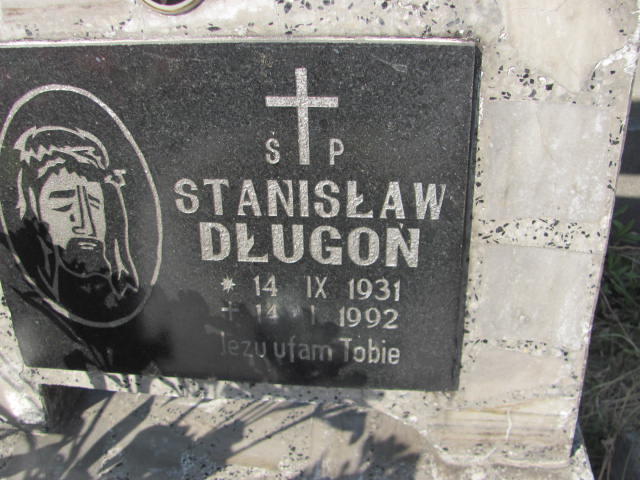 Ś P
STANISŁAW
DŁUGOŃ
* 14 IX 1931
+ 14 I 1992
Jezu ufam Tobie